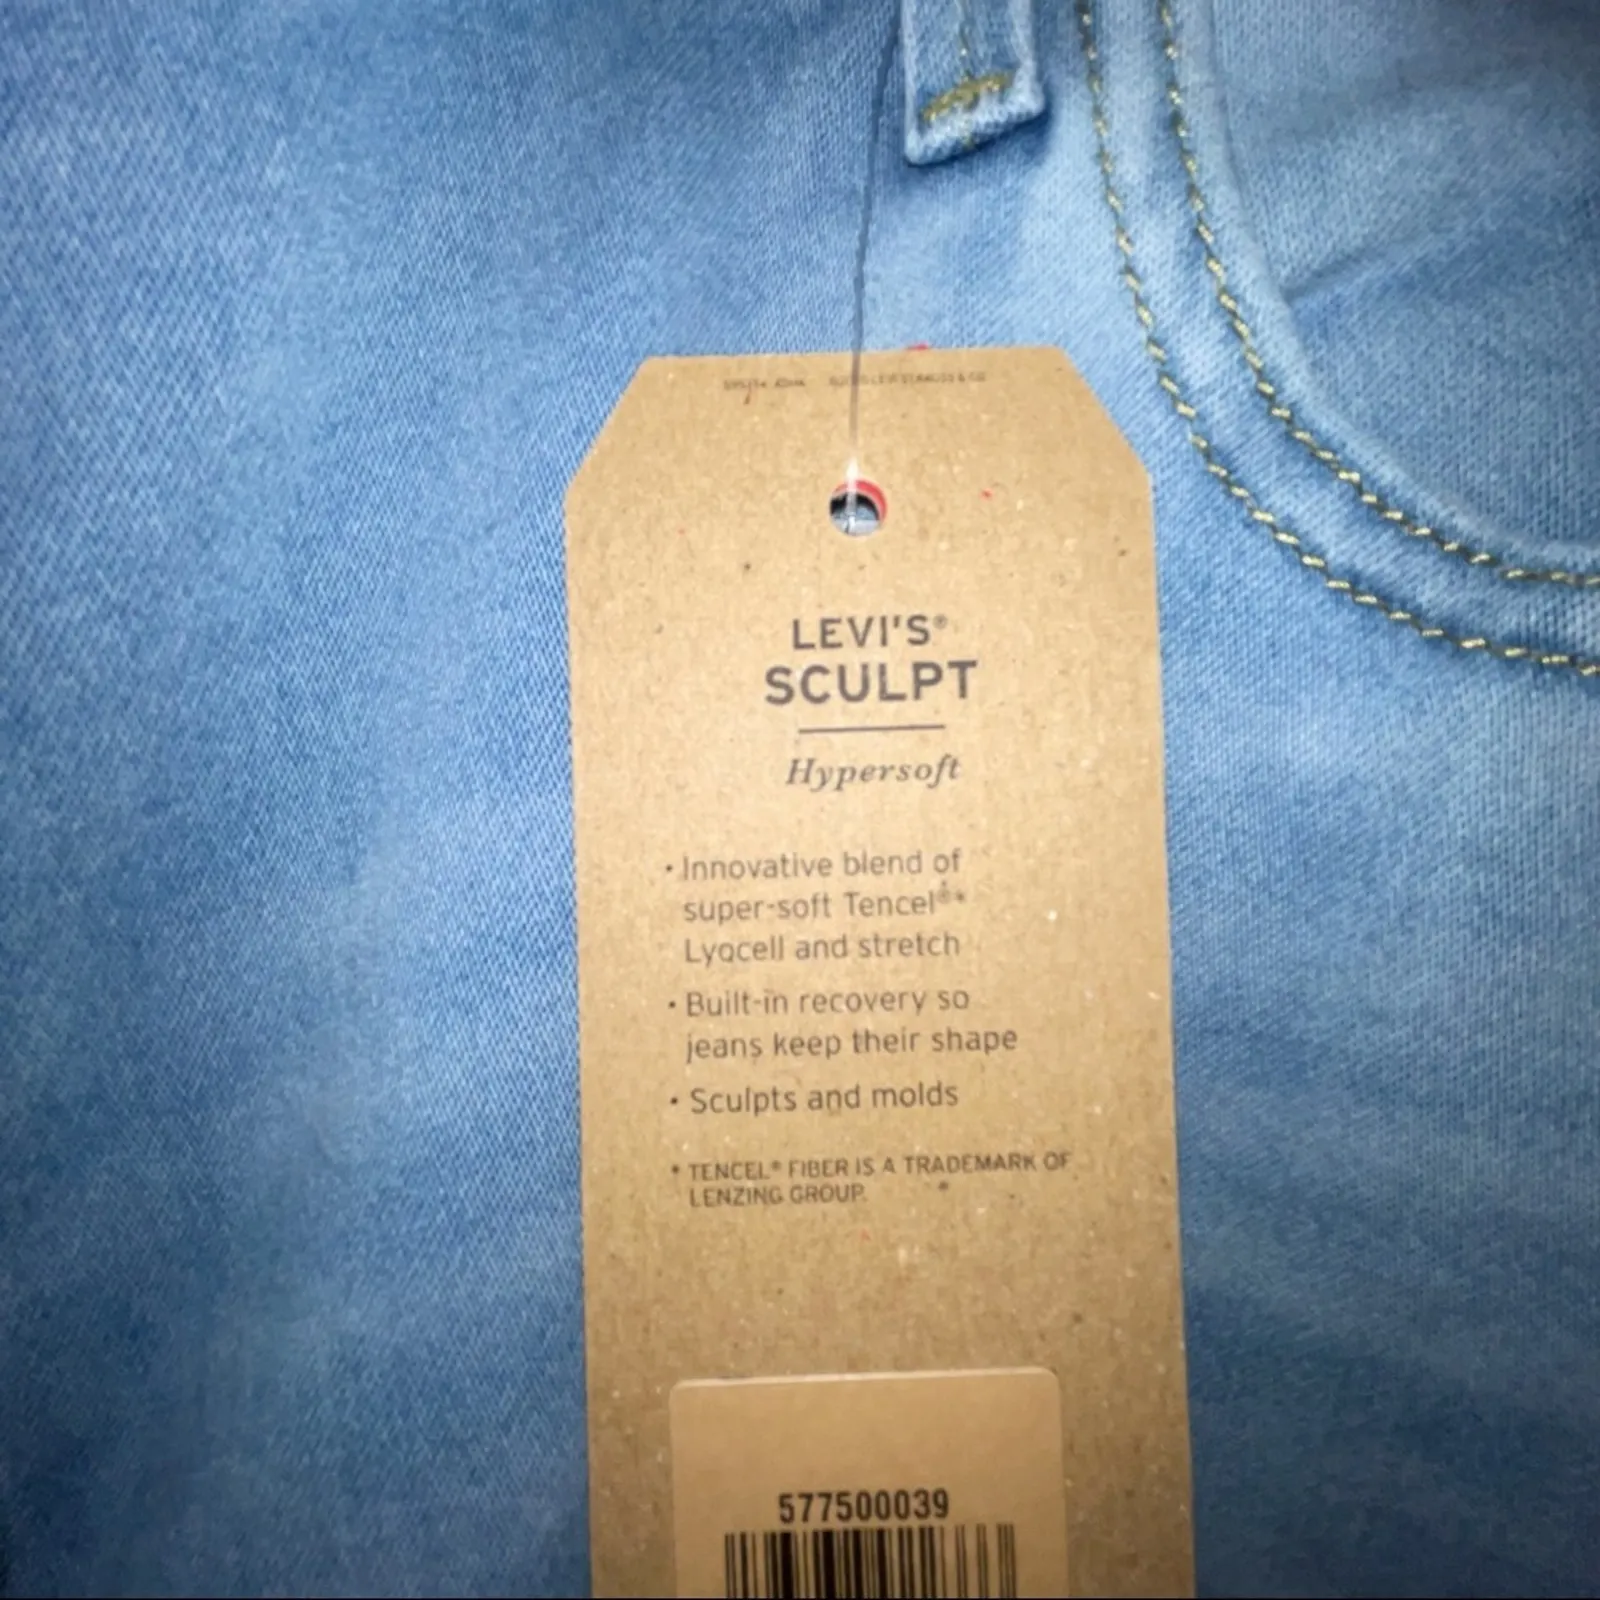 LEVI'S®
SCULPT
Hypersoft
• Innovative blend of
super-soft Tencel®*
Lyocell and stretch
• Built-in recovery so
jeans keep their shape
• Sculpts and molds
* TENCEL® FIBER IS A TRADEMARK OF
LENZING GROUP.
577500039